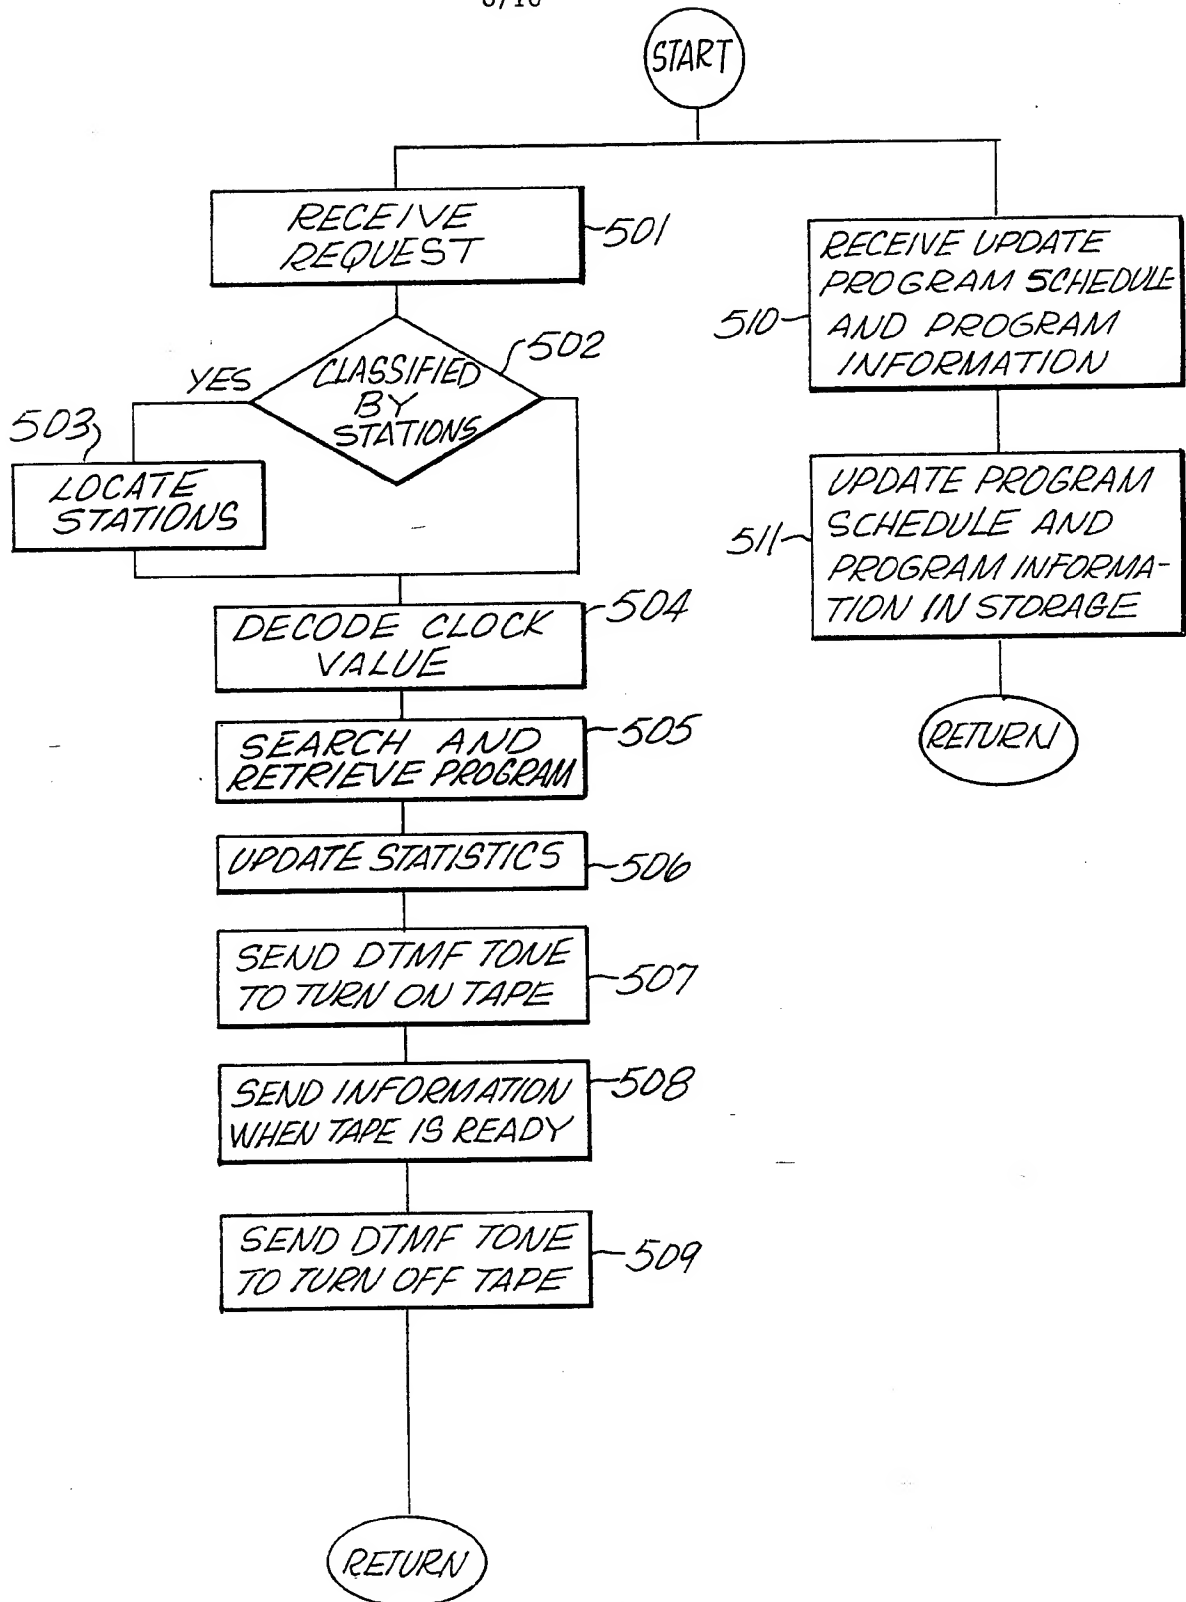 START
RECEIVE
REQUEST
501
CLASSIFIED
BY
STATIONS
502
YES
503
LOCATE
STATIONS
DECODE CLOCK
VALUE
504
SEARCH AND
RETRIEVE PROGRAM
505
UPDATE STATISTICS
506
SEND DTMF TONE
TO TURN ON TAPE
507
SEND INFORMATION
WHEN TAPE IS READY
508
SEND DTMF TONE
TO TURN OFF TAPE
509
RETURN
RECEIVE UPDATE
PROGRAM SCHEDULE
AND PROGRAM
INFORMATION
510
UPDATE PROGRAM
SCHEDULE AND
PROGRAM INFORMA-
TION IN STORAGE
511
RETURN